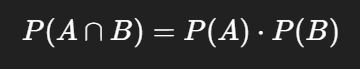 P(A ∩ B) = P(A) · P(B)